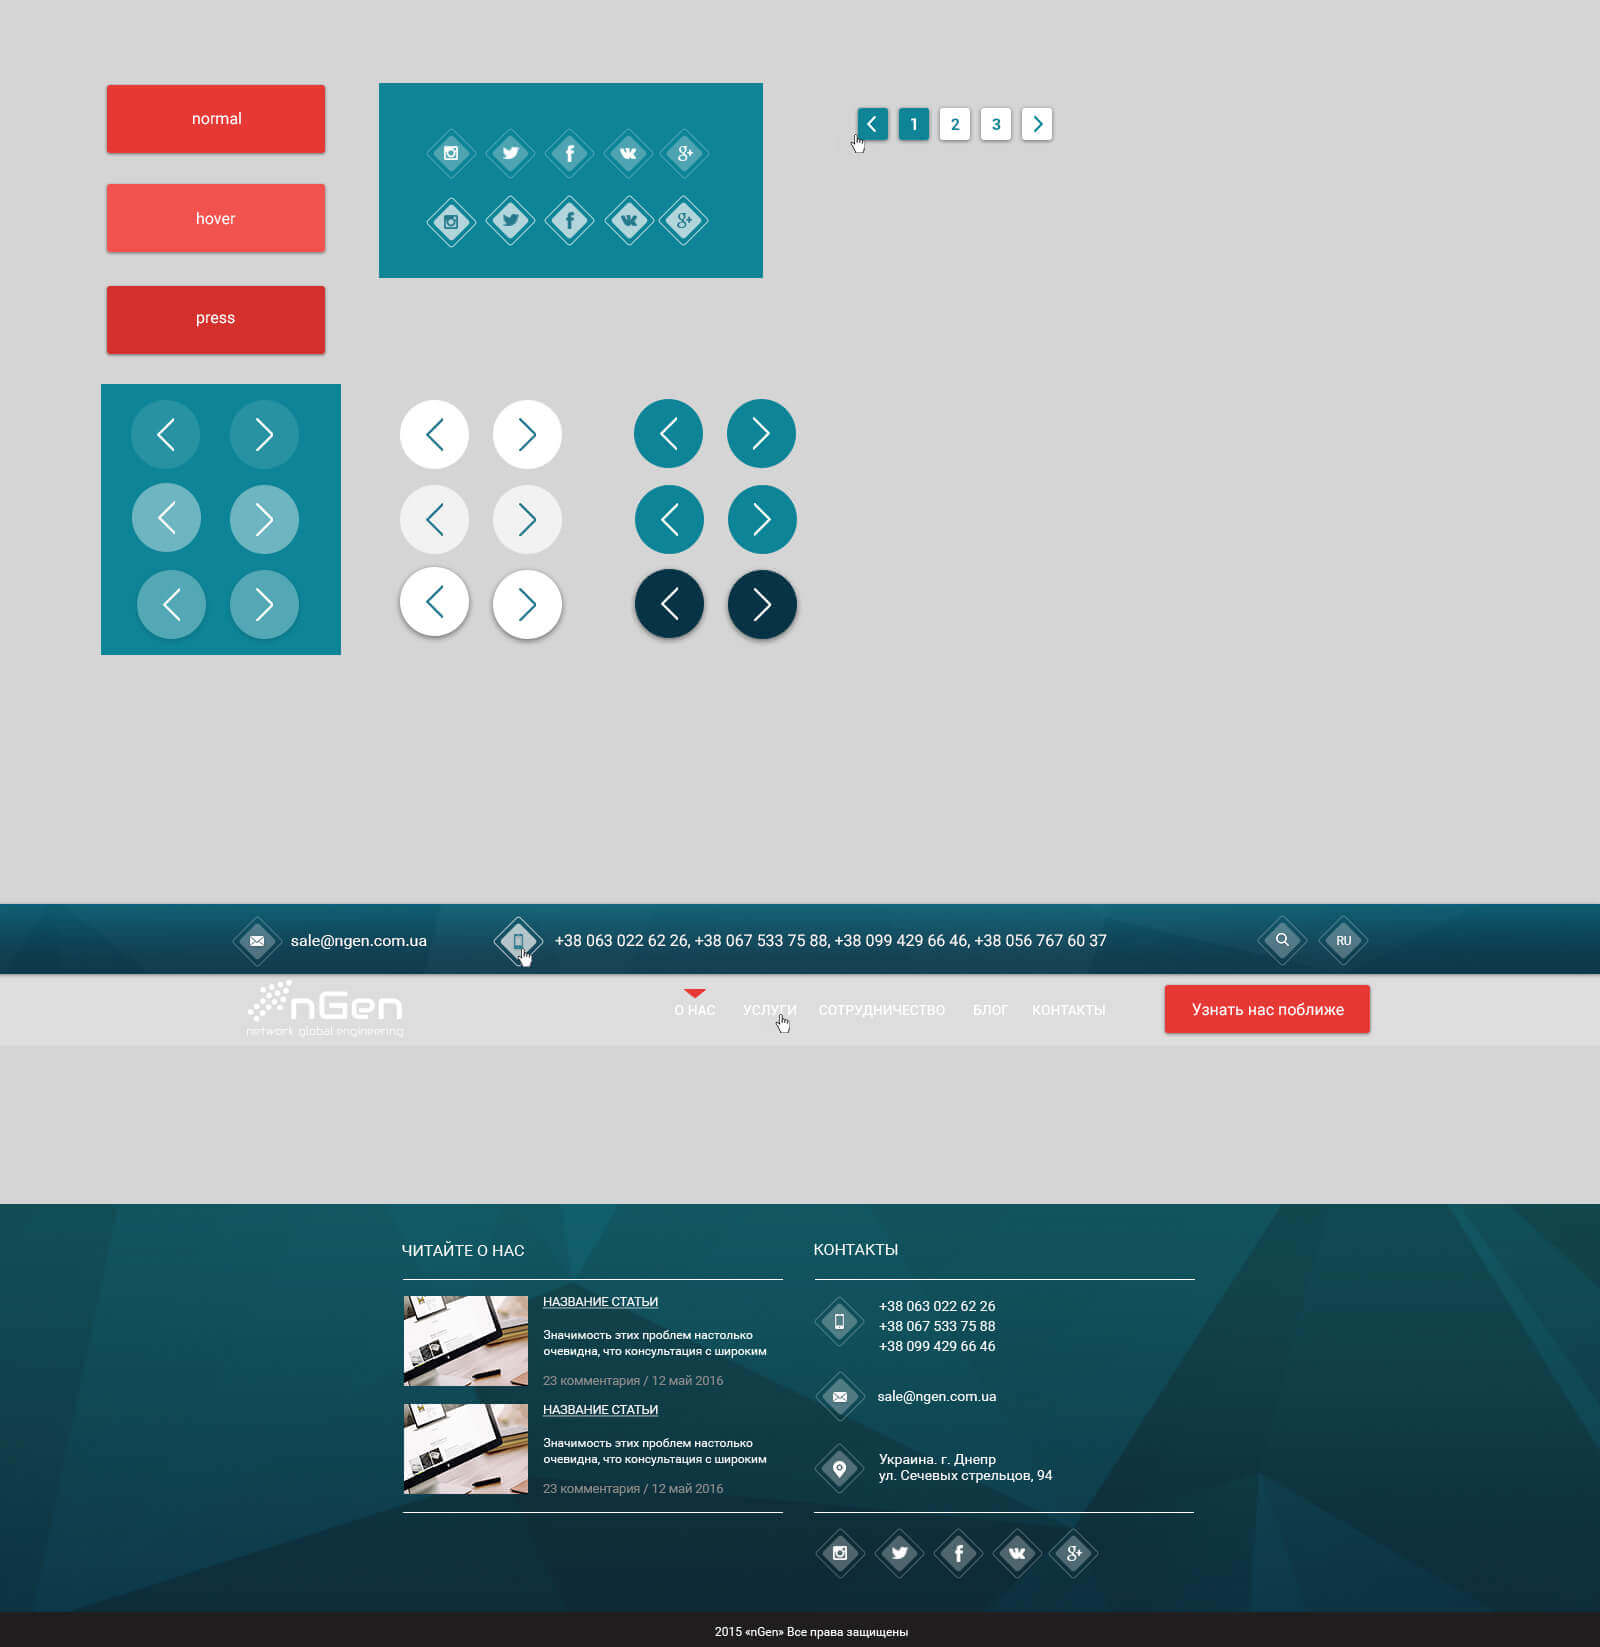 normal
hover
press
1 2 3
sale@ngen.com.ua
+38 063 022 62 26, +38 067 533 75 88, +38 099 429 66 46, +38 056 767 60 37
RU
nGen
network global engineering
О НАС УСЛУГИ СОТРУДНИЧЕСТВО БЛОГ КОНТАКТЫ
Узнать нас поближе
ЧИТАЙТЕ О НАС
НАЗВАНИЕ СТАТЬИ
Значимость этих проблем настолько
очевидна, что консультация с широким
23 комментария / 12 май 2016
НАЗВАНИЕ СТАТЬИ
Значимость этих проблем настолько
очевидна, что консультация с широким
23 комментария / 12 май 2016
КОНТАКТЫ
+38 063 022 62 26
+38 067 533 75 88
+38 099 429 66 46
sale@ngen.com.ua
Украина. г. Днепр
ул. Сечевых стрельцов, 94
2015 «nGen» Все права защищены